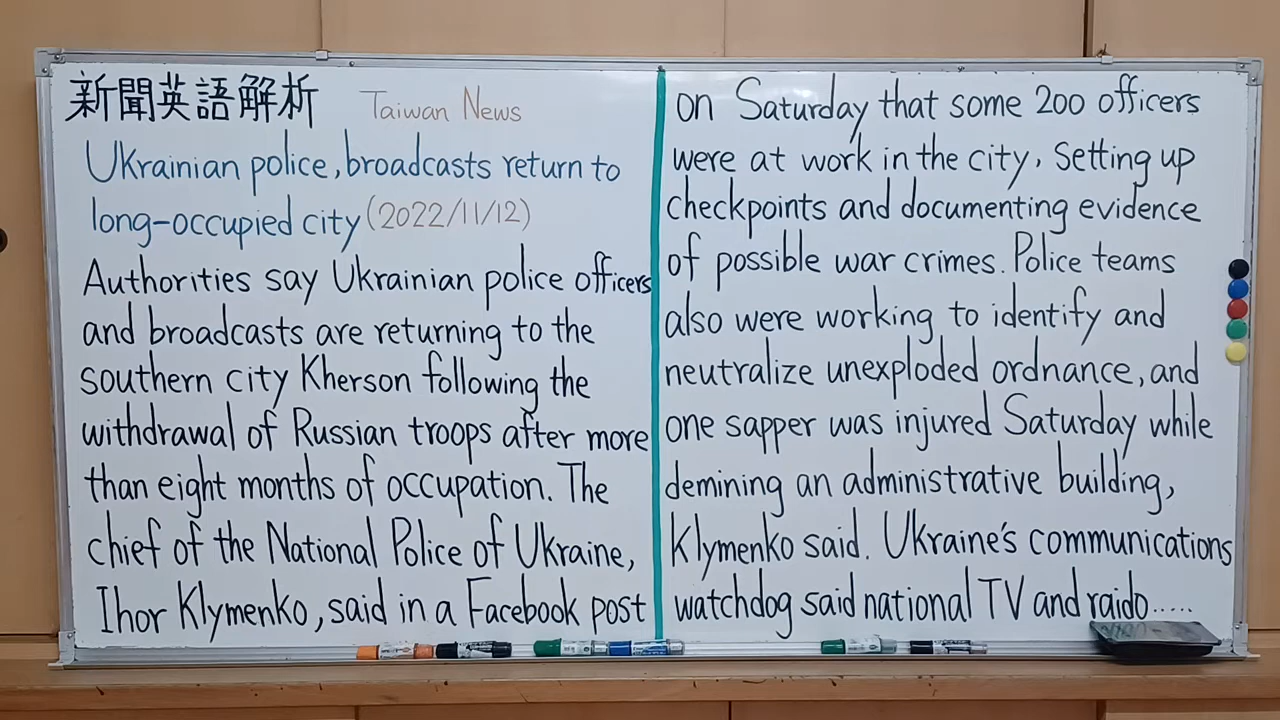 新聞英語解析 Taiwan News
Ukrainian police, broadcasts return to
long-occupied city (2022/11/12)
Authorities say Ukrainian police officers
and broadcasts are returning to the
southern city Kherson following the
withdrawal of Russian troops after more
than eight months of occupation. The
chief of the National Police of Ukraine,
Ihor Klymenko, said in a Facebook post
on Saturday that some 200 officers
were at work in the city, Setting up
checkpoints and documenting evidence
of possible war crimes. Police teams
also were working to identify and
neutralize unexploded ordnance, and
one sapper was injured Saturday while
demining an administrative building,
Klymenko said. Ukraine's communications
watchdog said national TV and raido.....